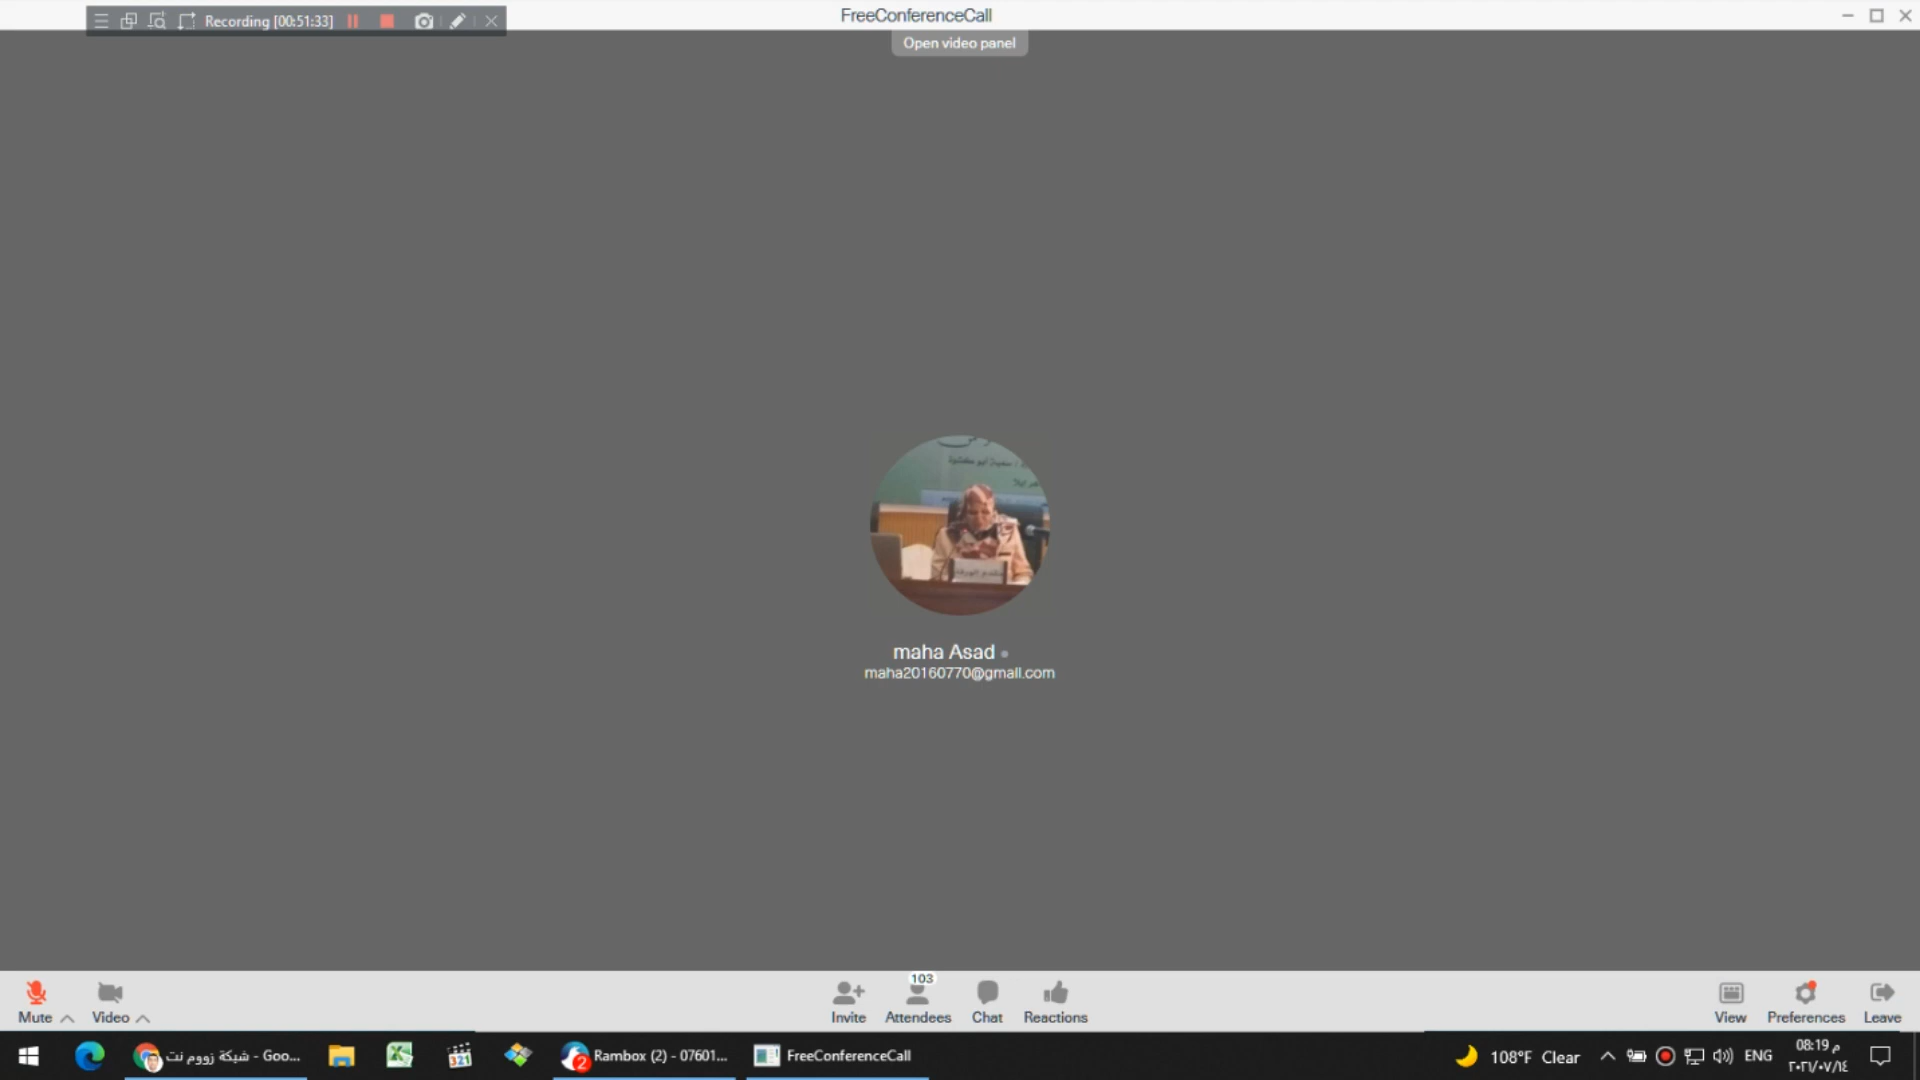 Recording [00:51:33]
FreeConferenceCall
Open video panel
maha Asad
maha20160770@gmail.com
103
Mute
Video
Invite
Attendees
Chat
Reactions
View
Preferences
Leave
شبكة زووم نت - Goo...
321
2
Rambox (2) - 07601...
FreeConferenceCall
108°F Clear
ENG
08:19 م
٢٠٢١/٠٧/١٤